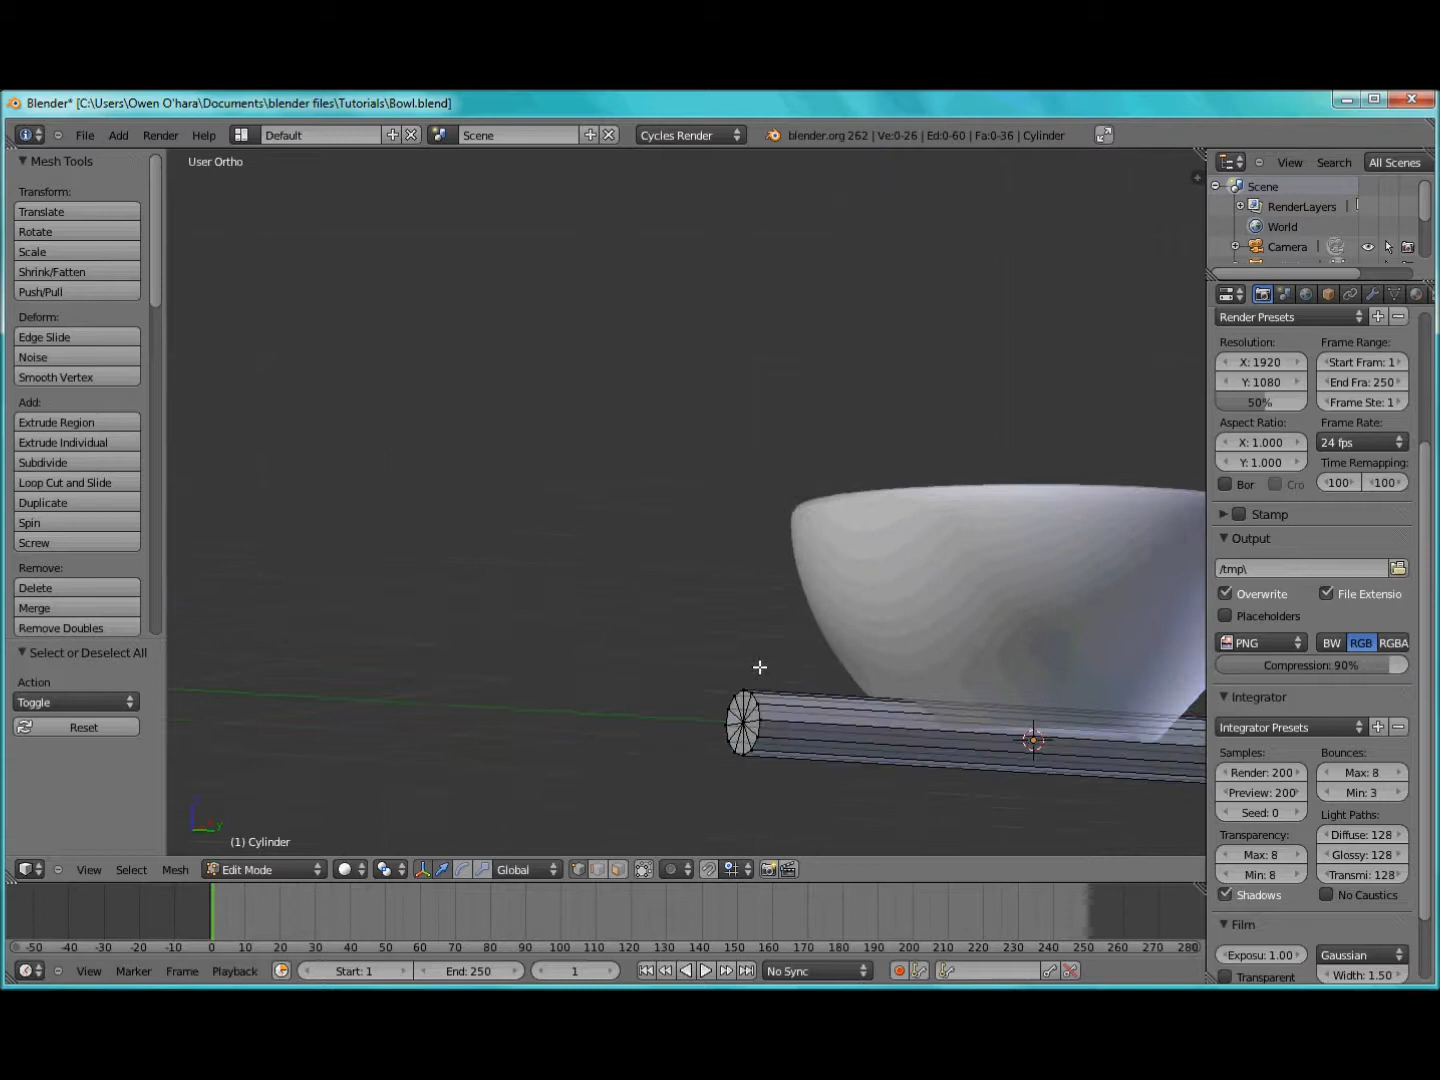 Blender* [C:\Users\Owen O'hara\Documents\blender files\Tutorials\Bowl.blend]
File Add Render Help Default Scene Cycles Render blender.org 262 | Ve:0-26 | Ed:0-60 | Fa:0-36 | Cylinder
Mesh Tools
Transform:
Translate
Rotate
Scale
Shrink/Fatten
Push/Pull
Deform:
Edge Slide
Noise
Smooth Vertex
Add:
Extrude Region
Extrude Individual
Subdivide
Loop Cut and Slide
Duplicate
Spin
Screw
Remove:
Delete
Merge
Remove Doubles
Select or Deselect All
Action
Toggle
Reset
User Ortho
(1) Cylinder
View Select Mesh Edit Mode Global
View Search All Scenes
Scene
RenderLayers
World
Camera
Render Presets
Resolution: Frame Range:
X: 1920 Start Fram: 1
Y: 1080 End Fra: 250
50% Frame Ste: 1
Aspect Ratio: Frame Rate:
X: 1.000 24 fps
Y: 1.000 Time Remapping:
Bor Cro 100 100
Stamp
Output
/tmp\
Overwrite File Extensio
Placeholders
PNG BW RGB RGBA
Compression: 90%
Integrator
Integrator Presets
Samples: Bounces:
Render: 200 Max: 8
Preview: 200 Min: 3
Seed: 0 Light Paths:
Transparency: Diffuse: 128
Max: 8 Glossy: 128
Min: 8 Transmi: 128
Shadows No Caustics
Film
Exposu: 1.00 Gaussian
Transparent Width: 1.50
-50 -40 -30 -20 -10 0 10 20 30 40 50 60 70 80 90 100 110 120 130 140 150 160 170 180 190 200 210 220 230 240 250 260 270 280
View Marker Frame Playback Start: 1 End: 250 1 No Sync